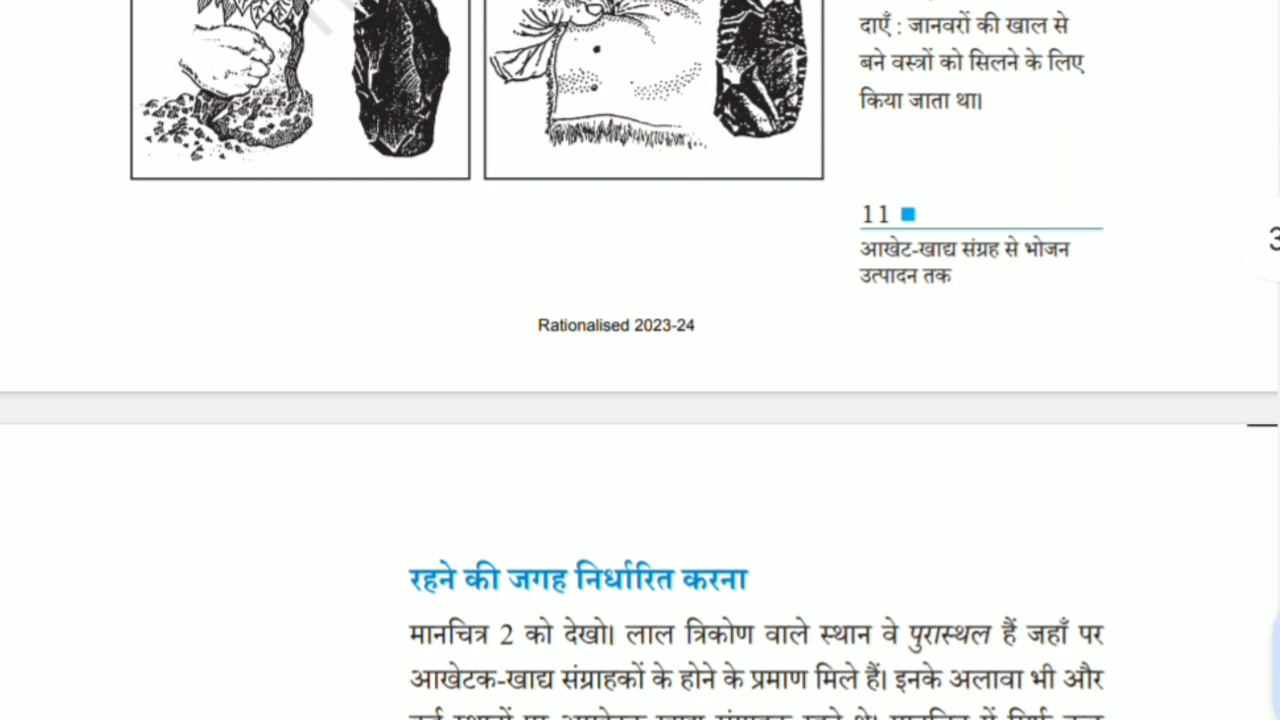 दाएँ : जानवरों की खाल से
बने वस्त्रों को सिलने के लिए
किया जाता था।
11
आखेट-खाद्य संग्रह से भोजन
उत्पादन तक
3
Rationalised 2023-24
रहने की जगह निर्धारित करना
मानचित्र 2 को देखो। लाल त्रिकोण वाले स्थान वे पुरास्थल हैं जहाँ पर
आखेटक-खाद्य संग्राहकों के होने के प्रमाण मिले हैं। इनके अलावा भी और